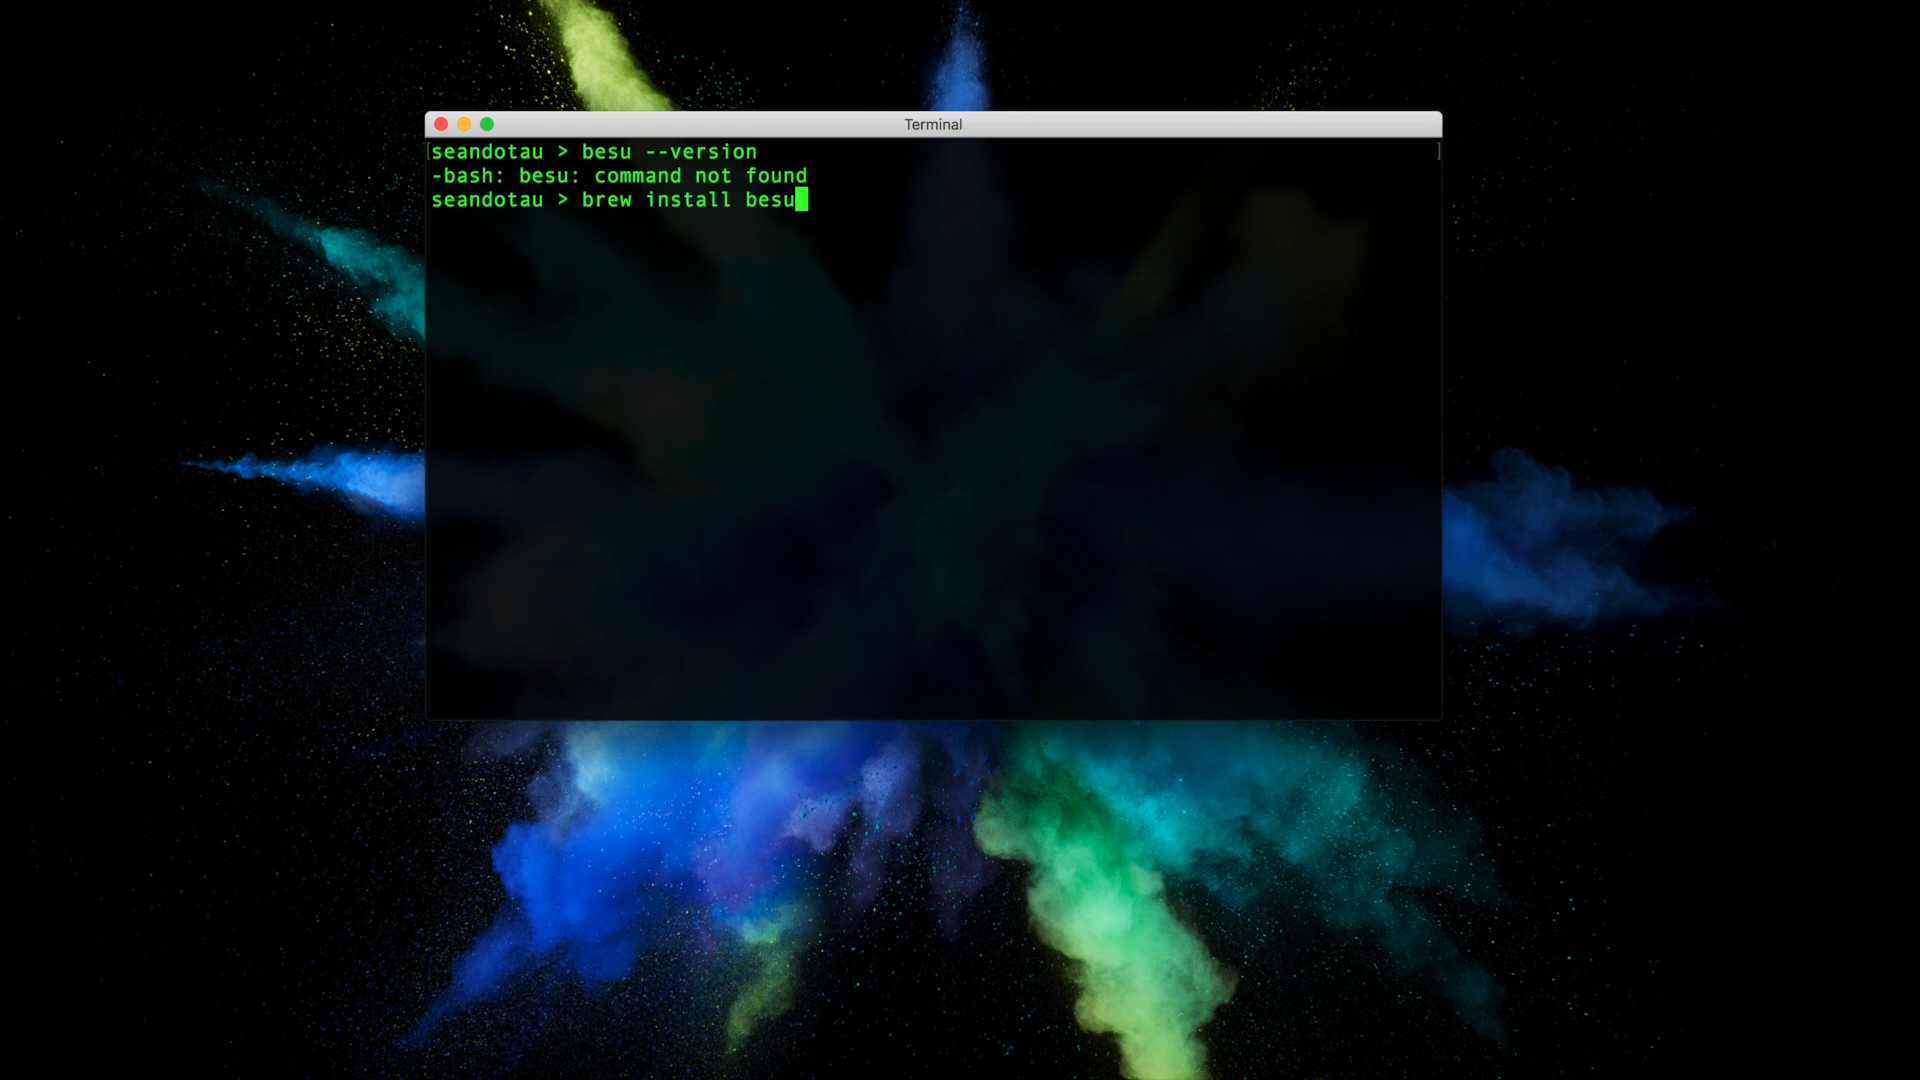 Terminal
[seandotau > besu --version ]
-bash: besu: command not found
seandotau > brew install besu